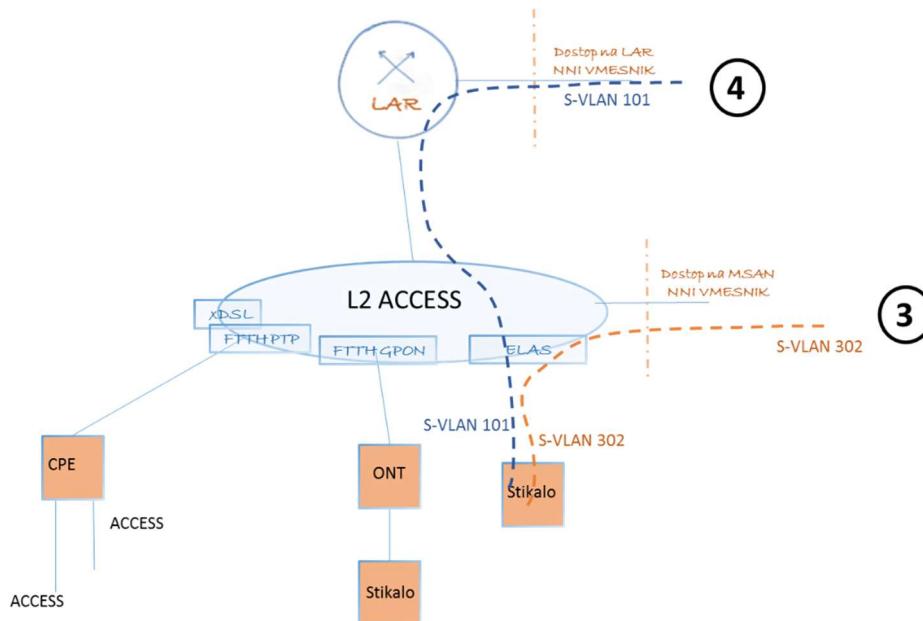 Dostop na LAR
NNI VMESNIK
4
LAR
S-VLAN 101
Dostop na MSAN
NNI VMESNIK
L2 ACCESS
3
xDSL
FTTH PTP
FTTH GPON
ELAS
S-VLAN 302
S-VLAN 101
S-VLAN 302
CPE
ONT
Stikalo
ACCESS
Stikalo
ACCESS